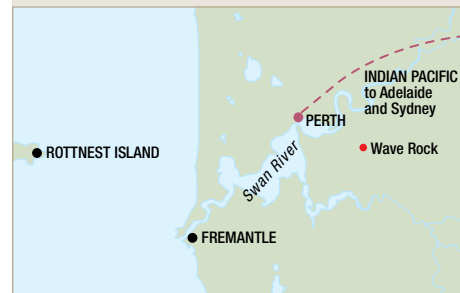 INDIAN PACIFIC
to Adelaide
and Sydney
PERTH
Wave Rock
ROTTNEST ISLAND
Swan River
FREMANTLE